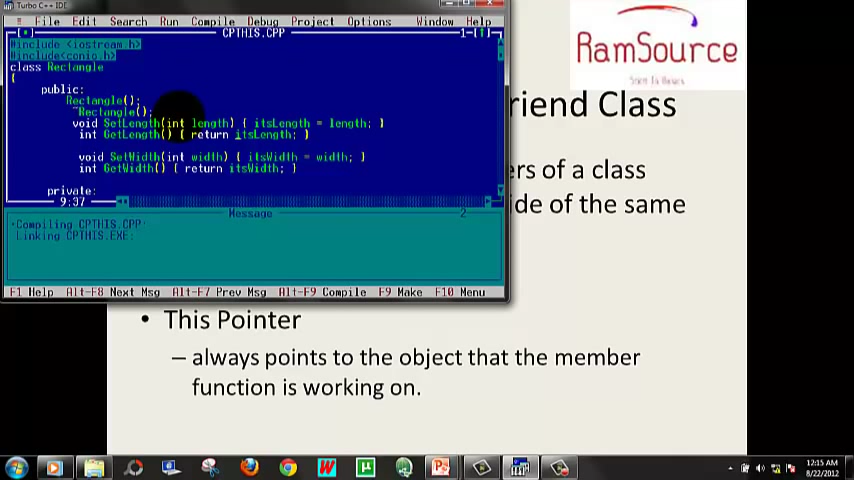 Turbo C++ IDE
File Edit Search Run Compile Debug Project Options Window Help
CPTHIS.CPP
1
#include <iostream.h>
#include<conio.h>
class Rectangle
{
public:
Rectangle();
~Rectangle();
void SetLength(int length) { itsLength = length; }
int GetLength() { return itsLength; }
void SetWidth(int width) { itsWidth = width; }
int GetWidth() { return itsWidth; }
private:
9:37
Message
2
Compiling CPTHIS.CPP:
Linking CPTHIS.EXE:
F1 Help Alt-F8 Next Msg Alt-F7 Prev Msg Alt-F9 Compile F9 Make F10 Menu
RamSource
riend Class
ers of a class
ide of the same
• This Pointer
– always points to the object that the member
function is working on.
12:15 AM
8/22/2012